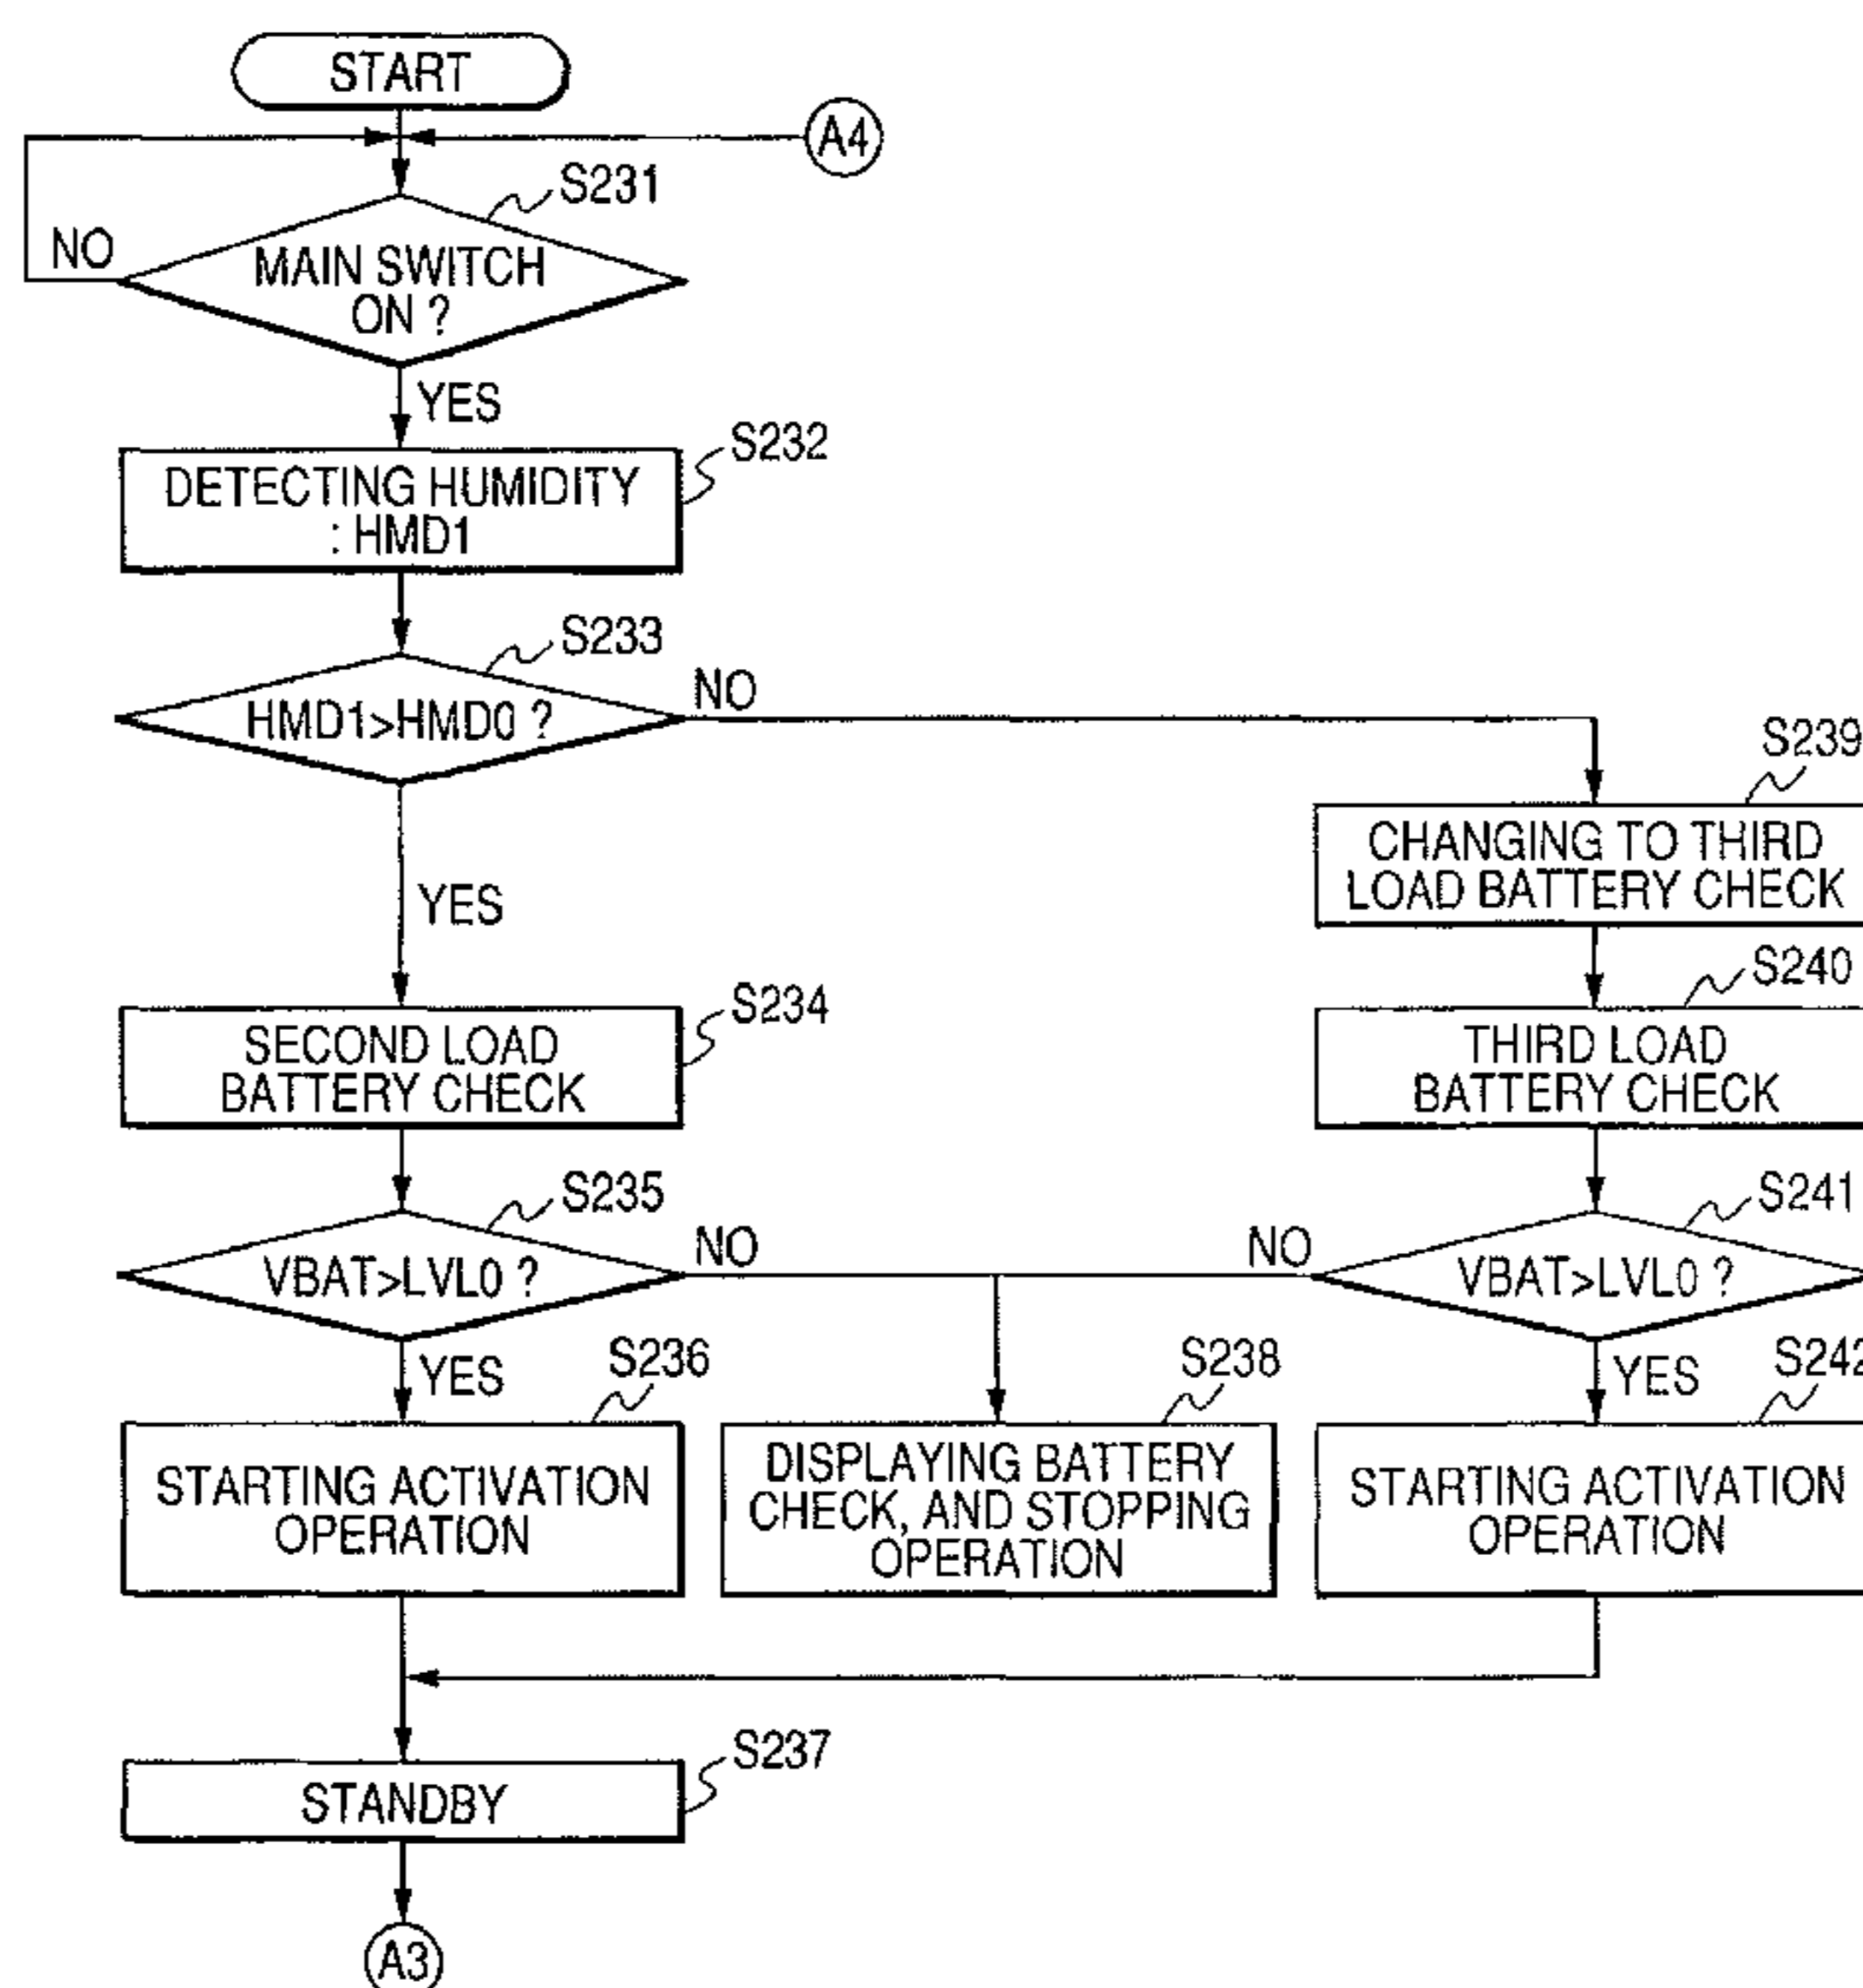 START
A4
S231
NO
MAIN SWITCH
ON ?
YES
S232
DETECTING HUMIDITY
: HMD1
S233
HMD1>HMD0 ?
NO
S239
CHANGING TO THIRD
LOAD BATTERY CHECK
YES
S240
S234
SECOND LOAD
BATTERY CHECK
THIRD LOAD
BATTERY CHECK
S235
S241
VBAT>LVL0 ?
NO
NO
VBAT>LVL0 ?
YES
S236
S238
YES
S242
STARTING ACTIVATION
OPERATION
DISPLAYING BATTERY
CHECK, AND STOPPING
OPERATION
STARTING ACTIVATION
OPERATION
S237
STANDBY
A3